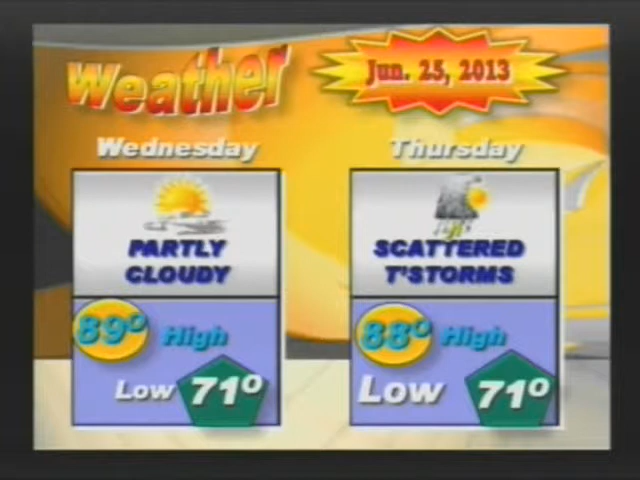 Weather
Jun. 25, 2013
Wednesday
PARTLY
CLOUDY
89° High
Low 71°
Thursday
SCATTERED
T'STORMS
88° High
Low 71°